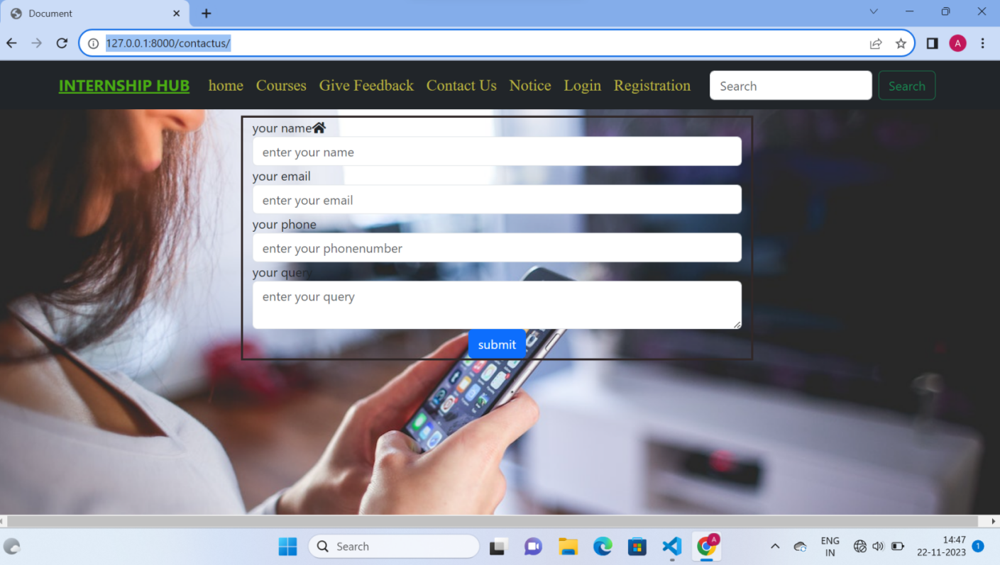 Document
127.0.0.1:8000/contactus/
A
INTERNSHIP HUB home Courses Give Feedback Contact Us Notice Login Registration Search Search
your name
enter your name
your email
enter your email
your phone
enter your phonenumber
your query
enter your query
submit
Search
A
ENG
IN
14:47
22-11-2023
1